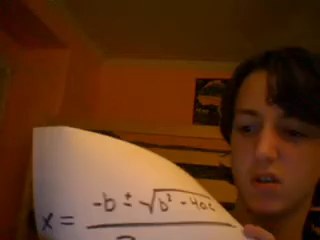 x = -b ± √b² - 4ac